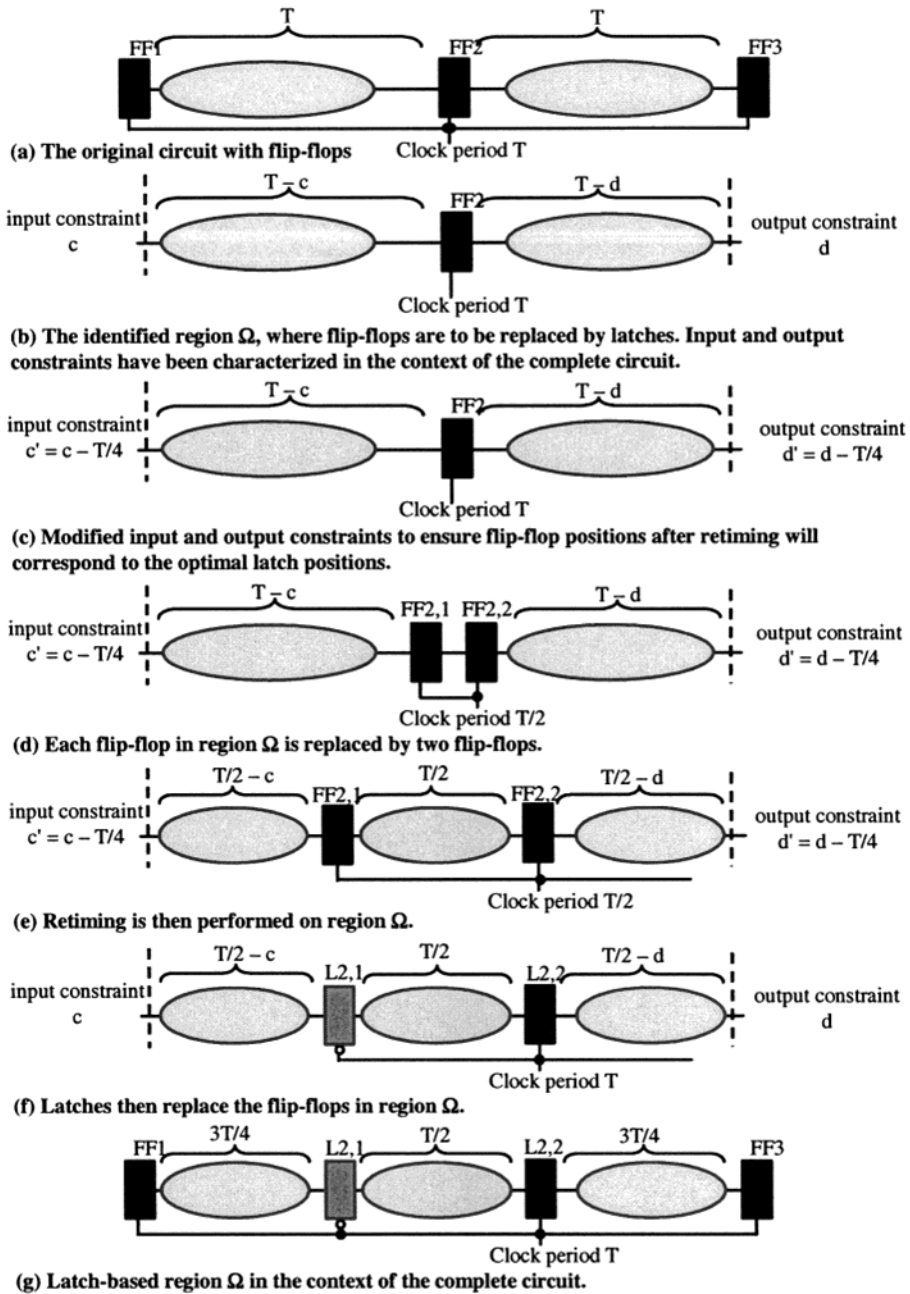 T T
FF1 FF2 FF3
(a) The original circuit with flip-flops Clock period T
T – c T – d
input constraint FF2 output constraint
c d
Clock period T
(b) The identified region Ω, where flip-flops are to be replaced by latches. Input and output
constraints have been characterized in the context of the complete circuit.
T – c T – d
input constraint FF2 output constraint
c' = c – T/4 d' = d – T/4
Clock period T
(c) Modified input and output constraints to ensure flip-flop positions after retiming will
correspond to the optimal latch positions.
T – c T – d
FF2,1 FF2,2
input constraint output constraint
c' = c – T/4 d' = d – T/4
Clock period T/2
(d) Each flip-flop in region Ω is replaced by two flip-flops.
T/2 – c T/2 T/2 – d
FF2,1 FF2,2
input constraint output constraint
c' = c – T/4 d' = d – T/4
Clock period T/2
(e) Retiming is then performed on region Ω.
T/2 – c T/2 T/2 – d
L2,1 L2,2
input constraint output constraint
c d
Clock period T
(f) Latches then replace the flip-flops in region Ω.
3T/4 T/2 3T/4
FF1 L2,1 L2,2 FF3
Clock period T
(g) Latch-based region Ω in the context of the complete circuit.